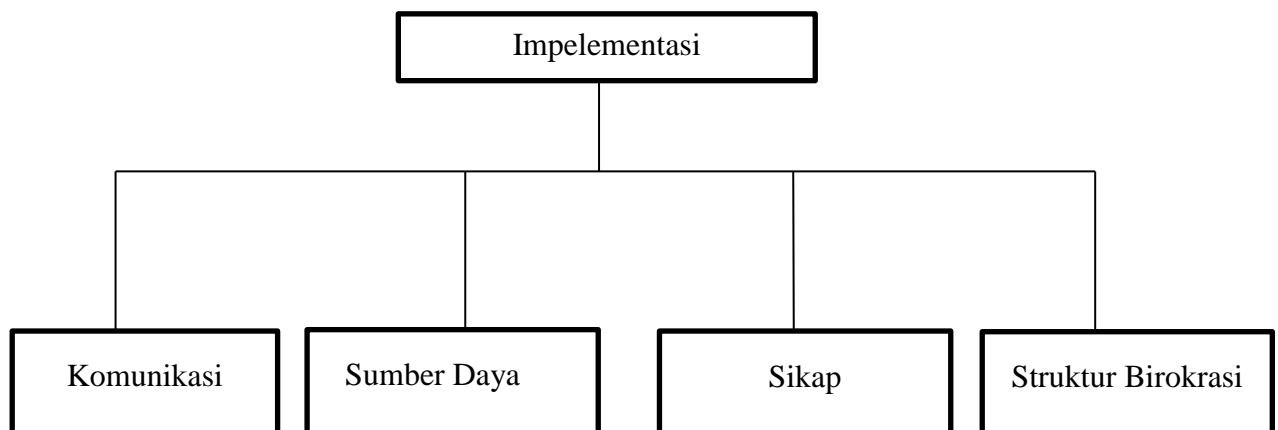 Impelementasi
Komunikasi
Sumber Daya
Sikap
Struktur Birokrasi